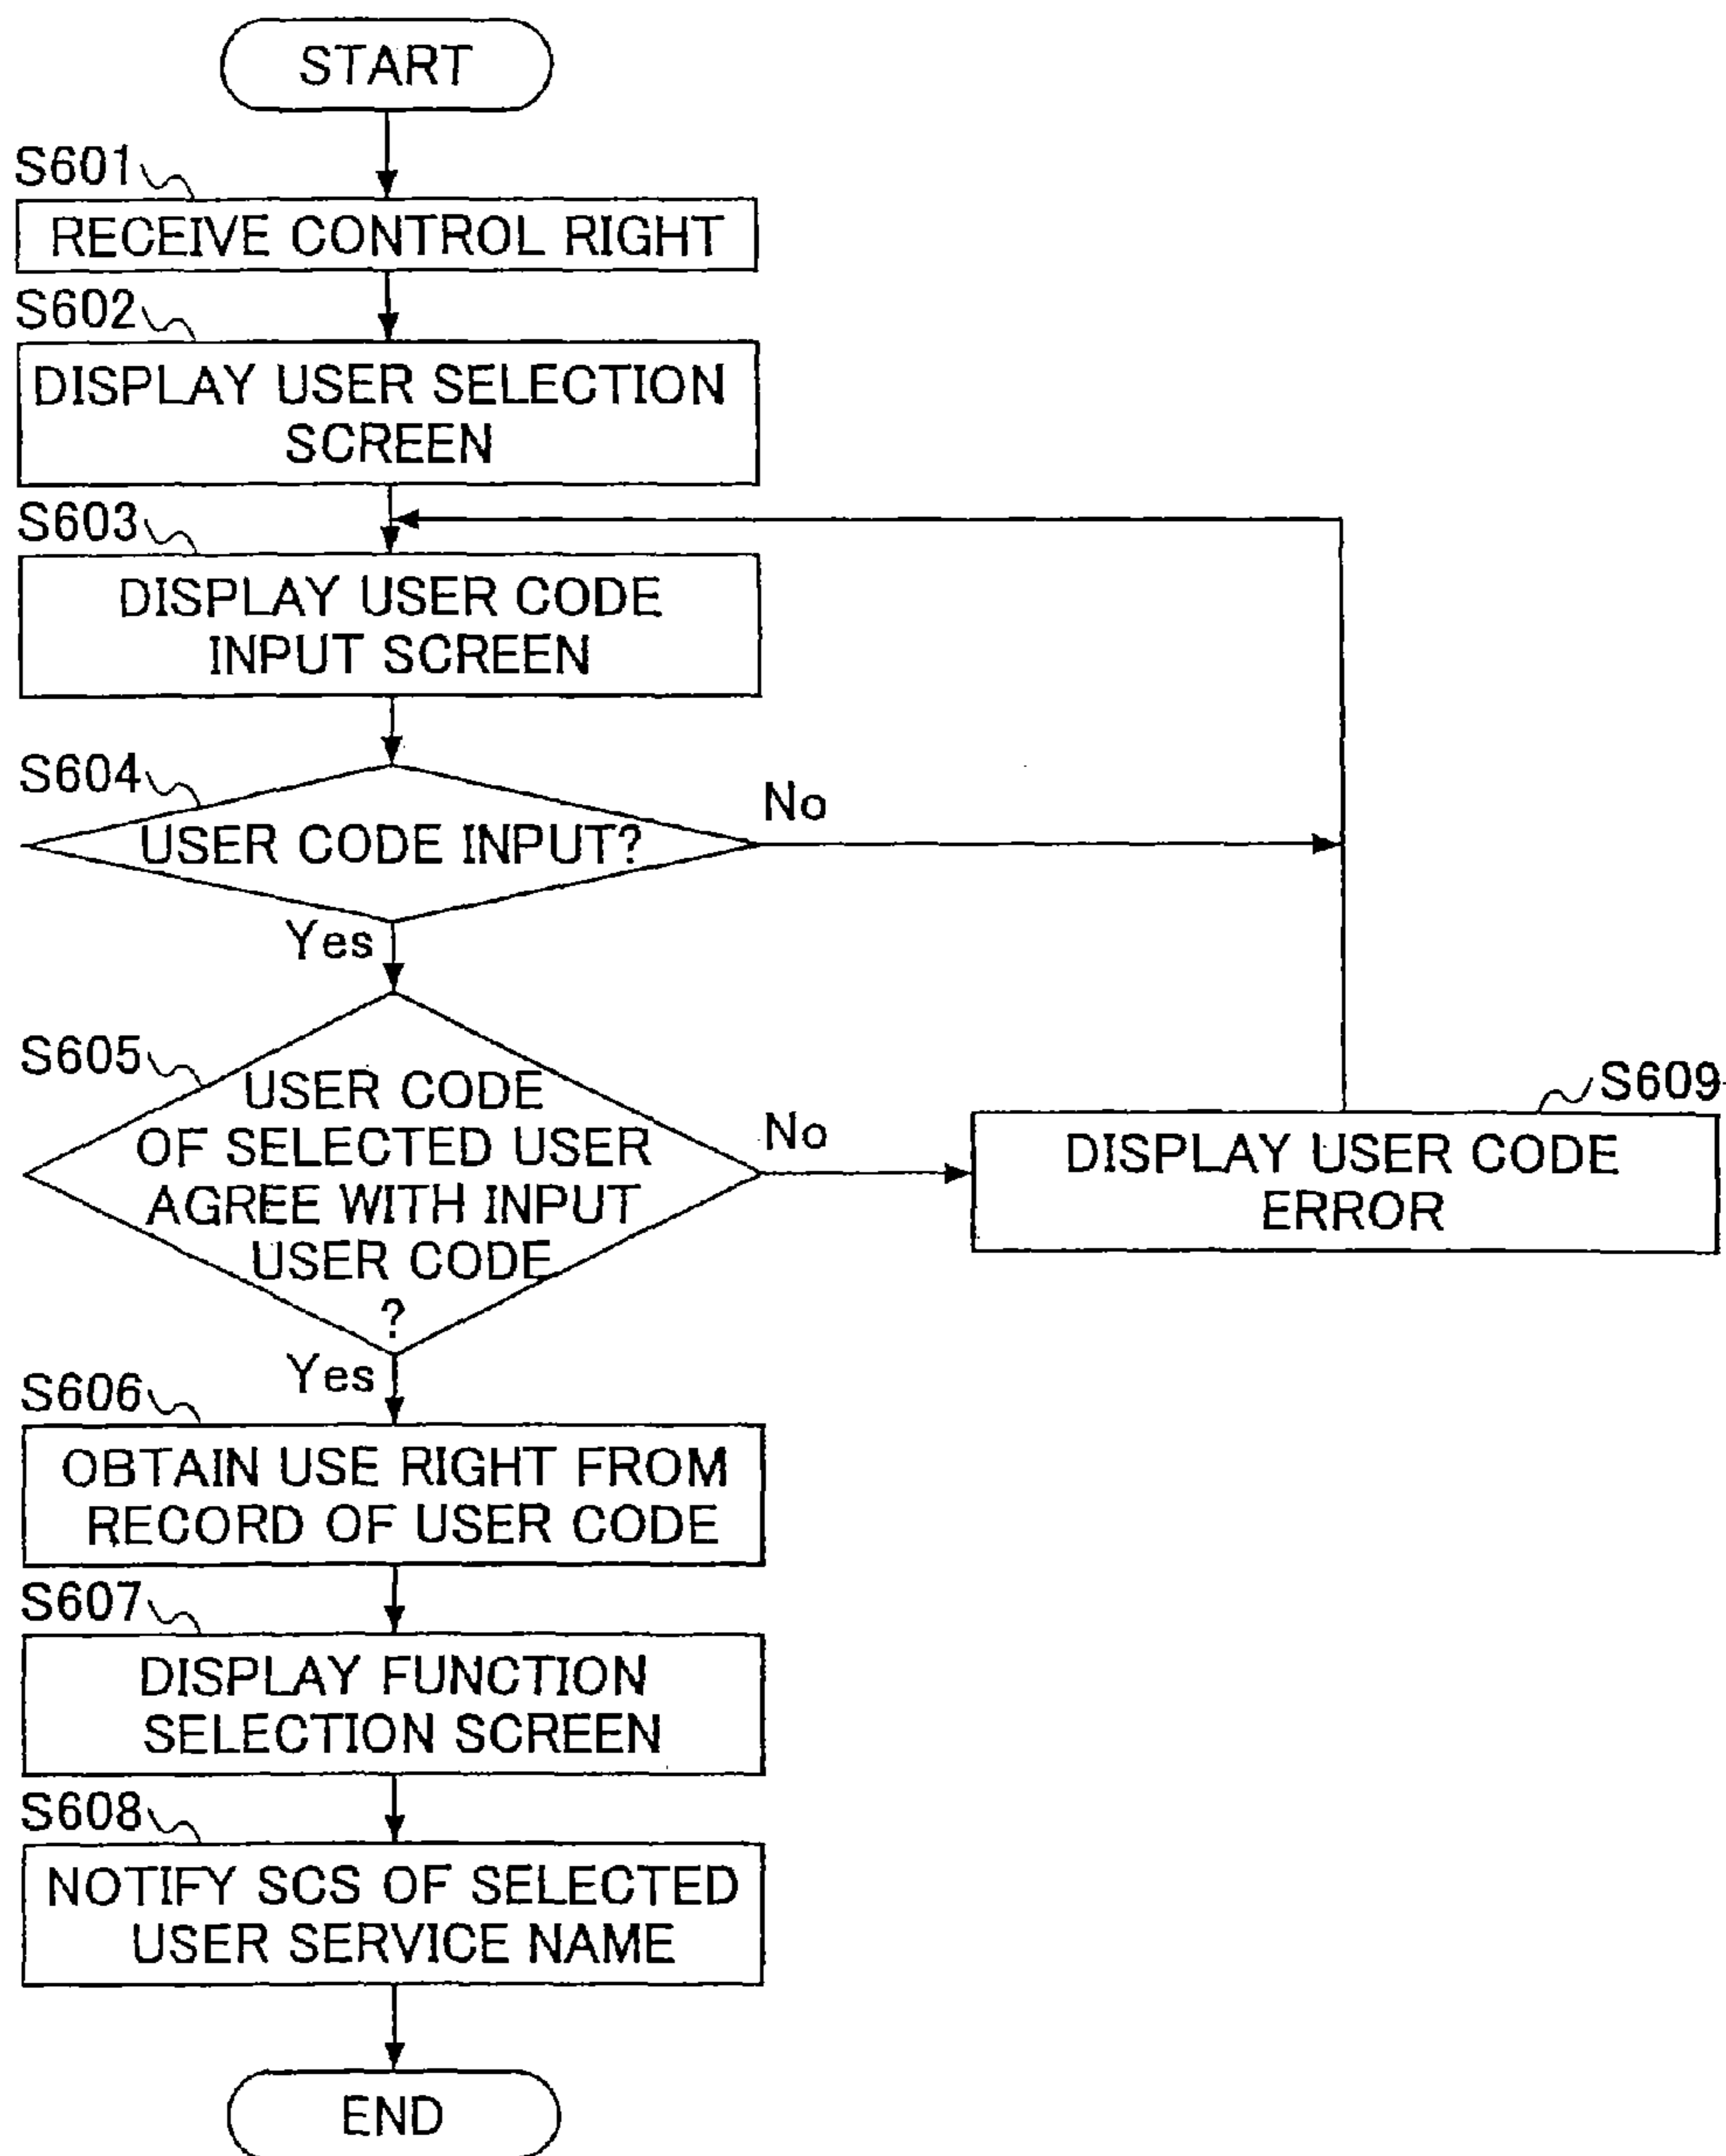 START
S601
RECEIVE CONTROL RIGHT
S602
DISPLAY USER SELECTION
SCREEN
S603
DISPLAY USER CODE
INPUT SCREEN
S604
USER CODE INPUT?
No
Yes
S605
USER CODE
OF SELECTED USER
AGREE WITH INPUT
USER CODE
?
No
S609
DISPLAY USER CODE
ERROR
Yes
S606
OBTAIN USE RIGHT FROM
RECORD OF USER CODE
S607
DISPLAY FUNCTION
SELECTION SCREEN
S608
NOTIFY SCS OF SELECTED
USER SERVICE NAME
END